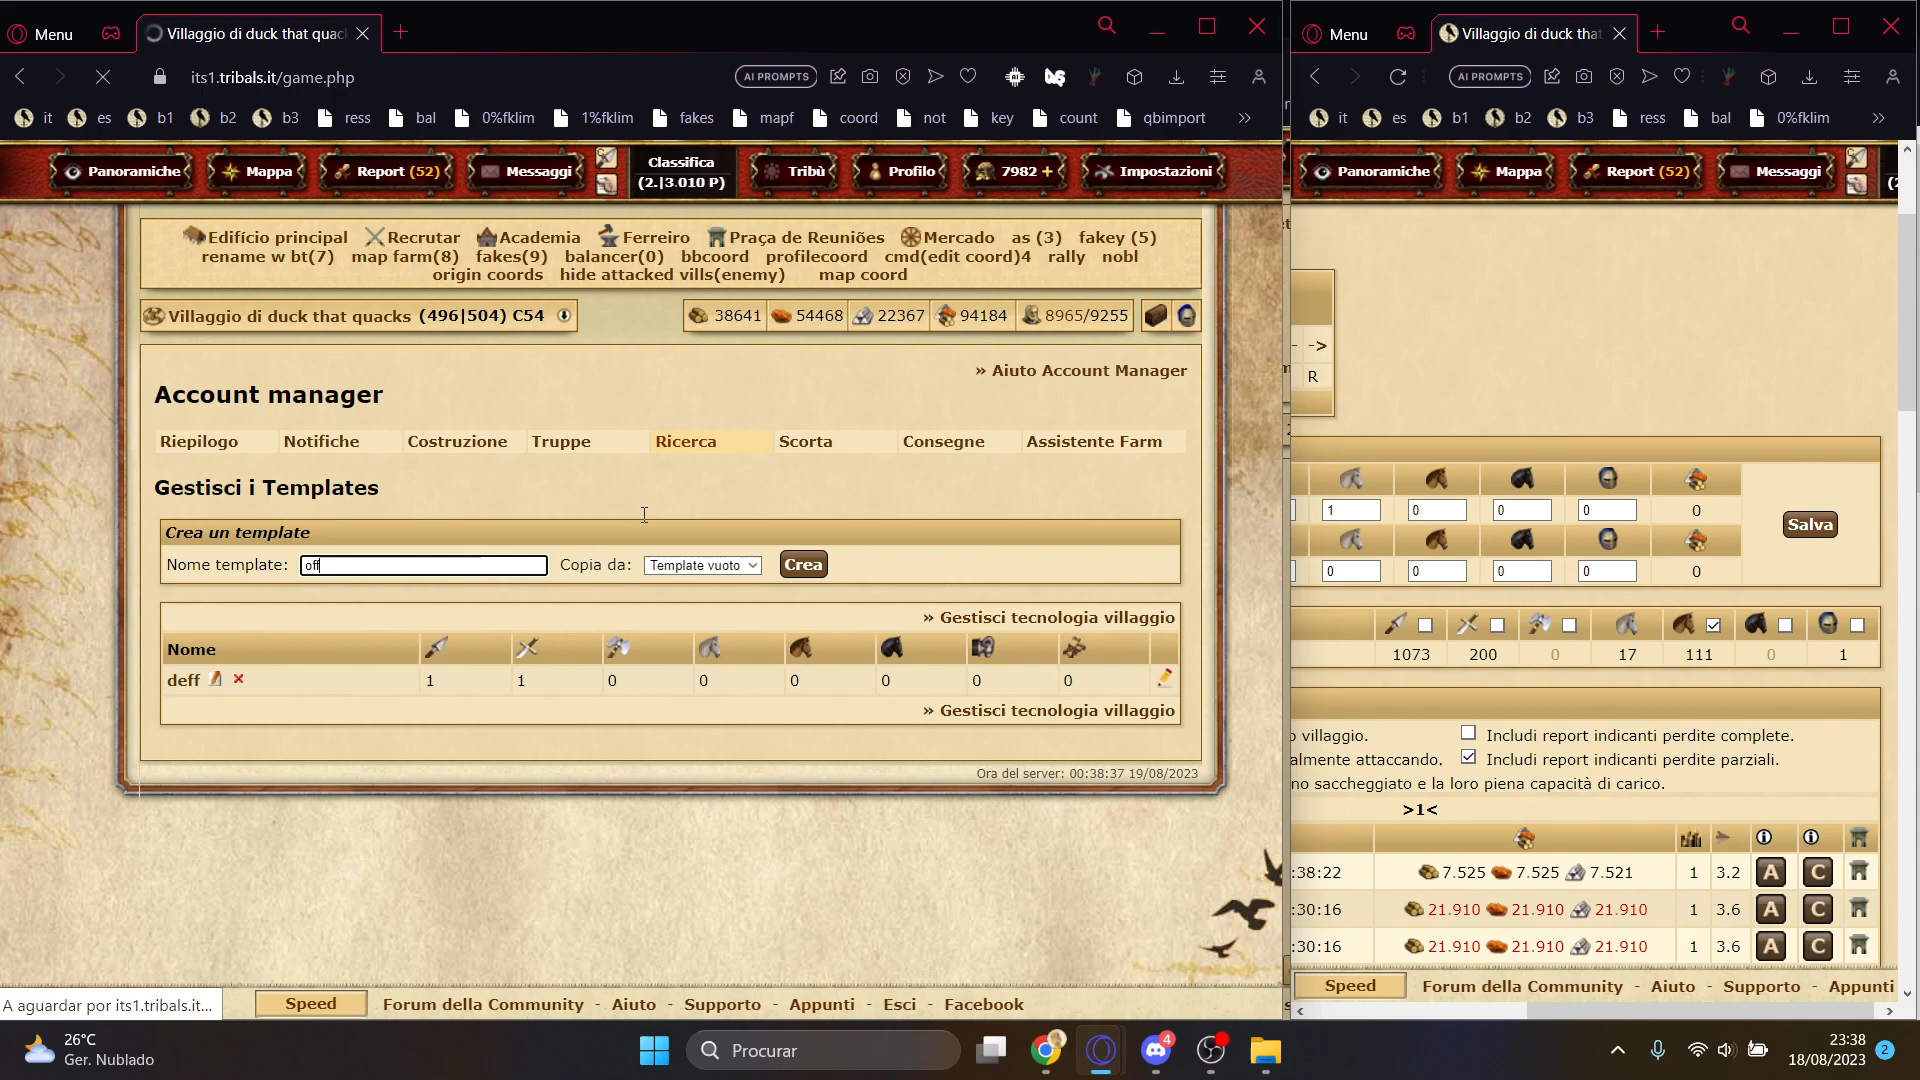 Menu
Villaggio di duck that quac
its1.tribals.it/game.php
AI PROMPTS
it es b1 b2 b3 ress bal 0%fklim 1%fklim fakes mapf coord not key count qbimport
Panoramiche Mappa Report (52) Messaggi Classifica Tribù Profilo 7982 + Impostazioni
(2.|3.010 P)
Edifício principal Recrutar Academia Ferreiro Praça de Reuniões Mercado as (3) fakey (5)
rename w bt(7) map farm(8) fakes(9) balancer(0) bbcoord profilecoord cmd(edit coord)4 rally nobl
origin coords hide attacked vills(enemy) map coord
Villaggio di duck that quacks (496|504) C54 38641 54468 22367 94184 8965/9255
» Aiuto Account Manager
Account manager
Riepilogo Notifiche Costruzione Truppe Ricerca Scorta Consegne Assistente Farm
Gestisci i Templates
Crea un template
Nome template: off Copia da: Template vuoto Crea
» Gestisci tecnologia villaggio
Nome
deff 1 1 0 0 0 0 0 0
» Gestisci tecnologia villaggio
Ora del server: 00:38:37 19/08/2023
A aguardar por its1.tribals.it...
Speed Forum della Community - Aiuto - Supporto - Appunti - Esci - Facebook
Menu
Villaggio di duck that
AI PROMPTS
it es b1 b2 b3 ress bal 0%fklim
Panoramiche Mappa Report (52) Messaggi
- ->
R
1 0 0 0 0
Salva
0 0 0 0 0
1073 200 0 17 111 0 1
o villaggio. Includi report indicanti perdite complete.
almente attaccando. Includi report indicanti perdite parziali.
no saccheggiato e la loro piena capacità di carico.
>1<
:38:22 7.525 7.525 7.521 1 3.2 A C
:30:16 21.910 21.910 21.910 1 3.6 A C
:30:16 21.910 21.910 21.910 1 3.6 A C
Speed Forum della Community - Aiuto - Supporto - Appunti
26°C
Ger. Nublado
Procurar
4
23:38
18/08/2023
2